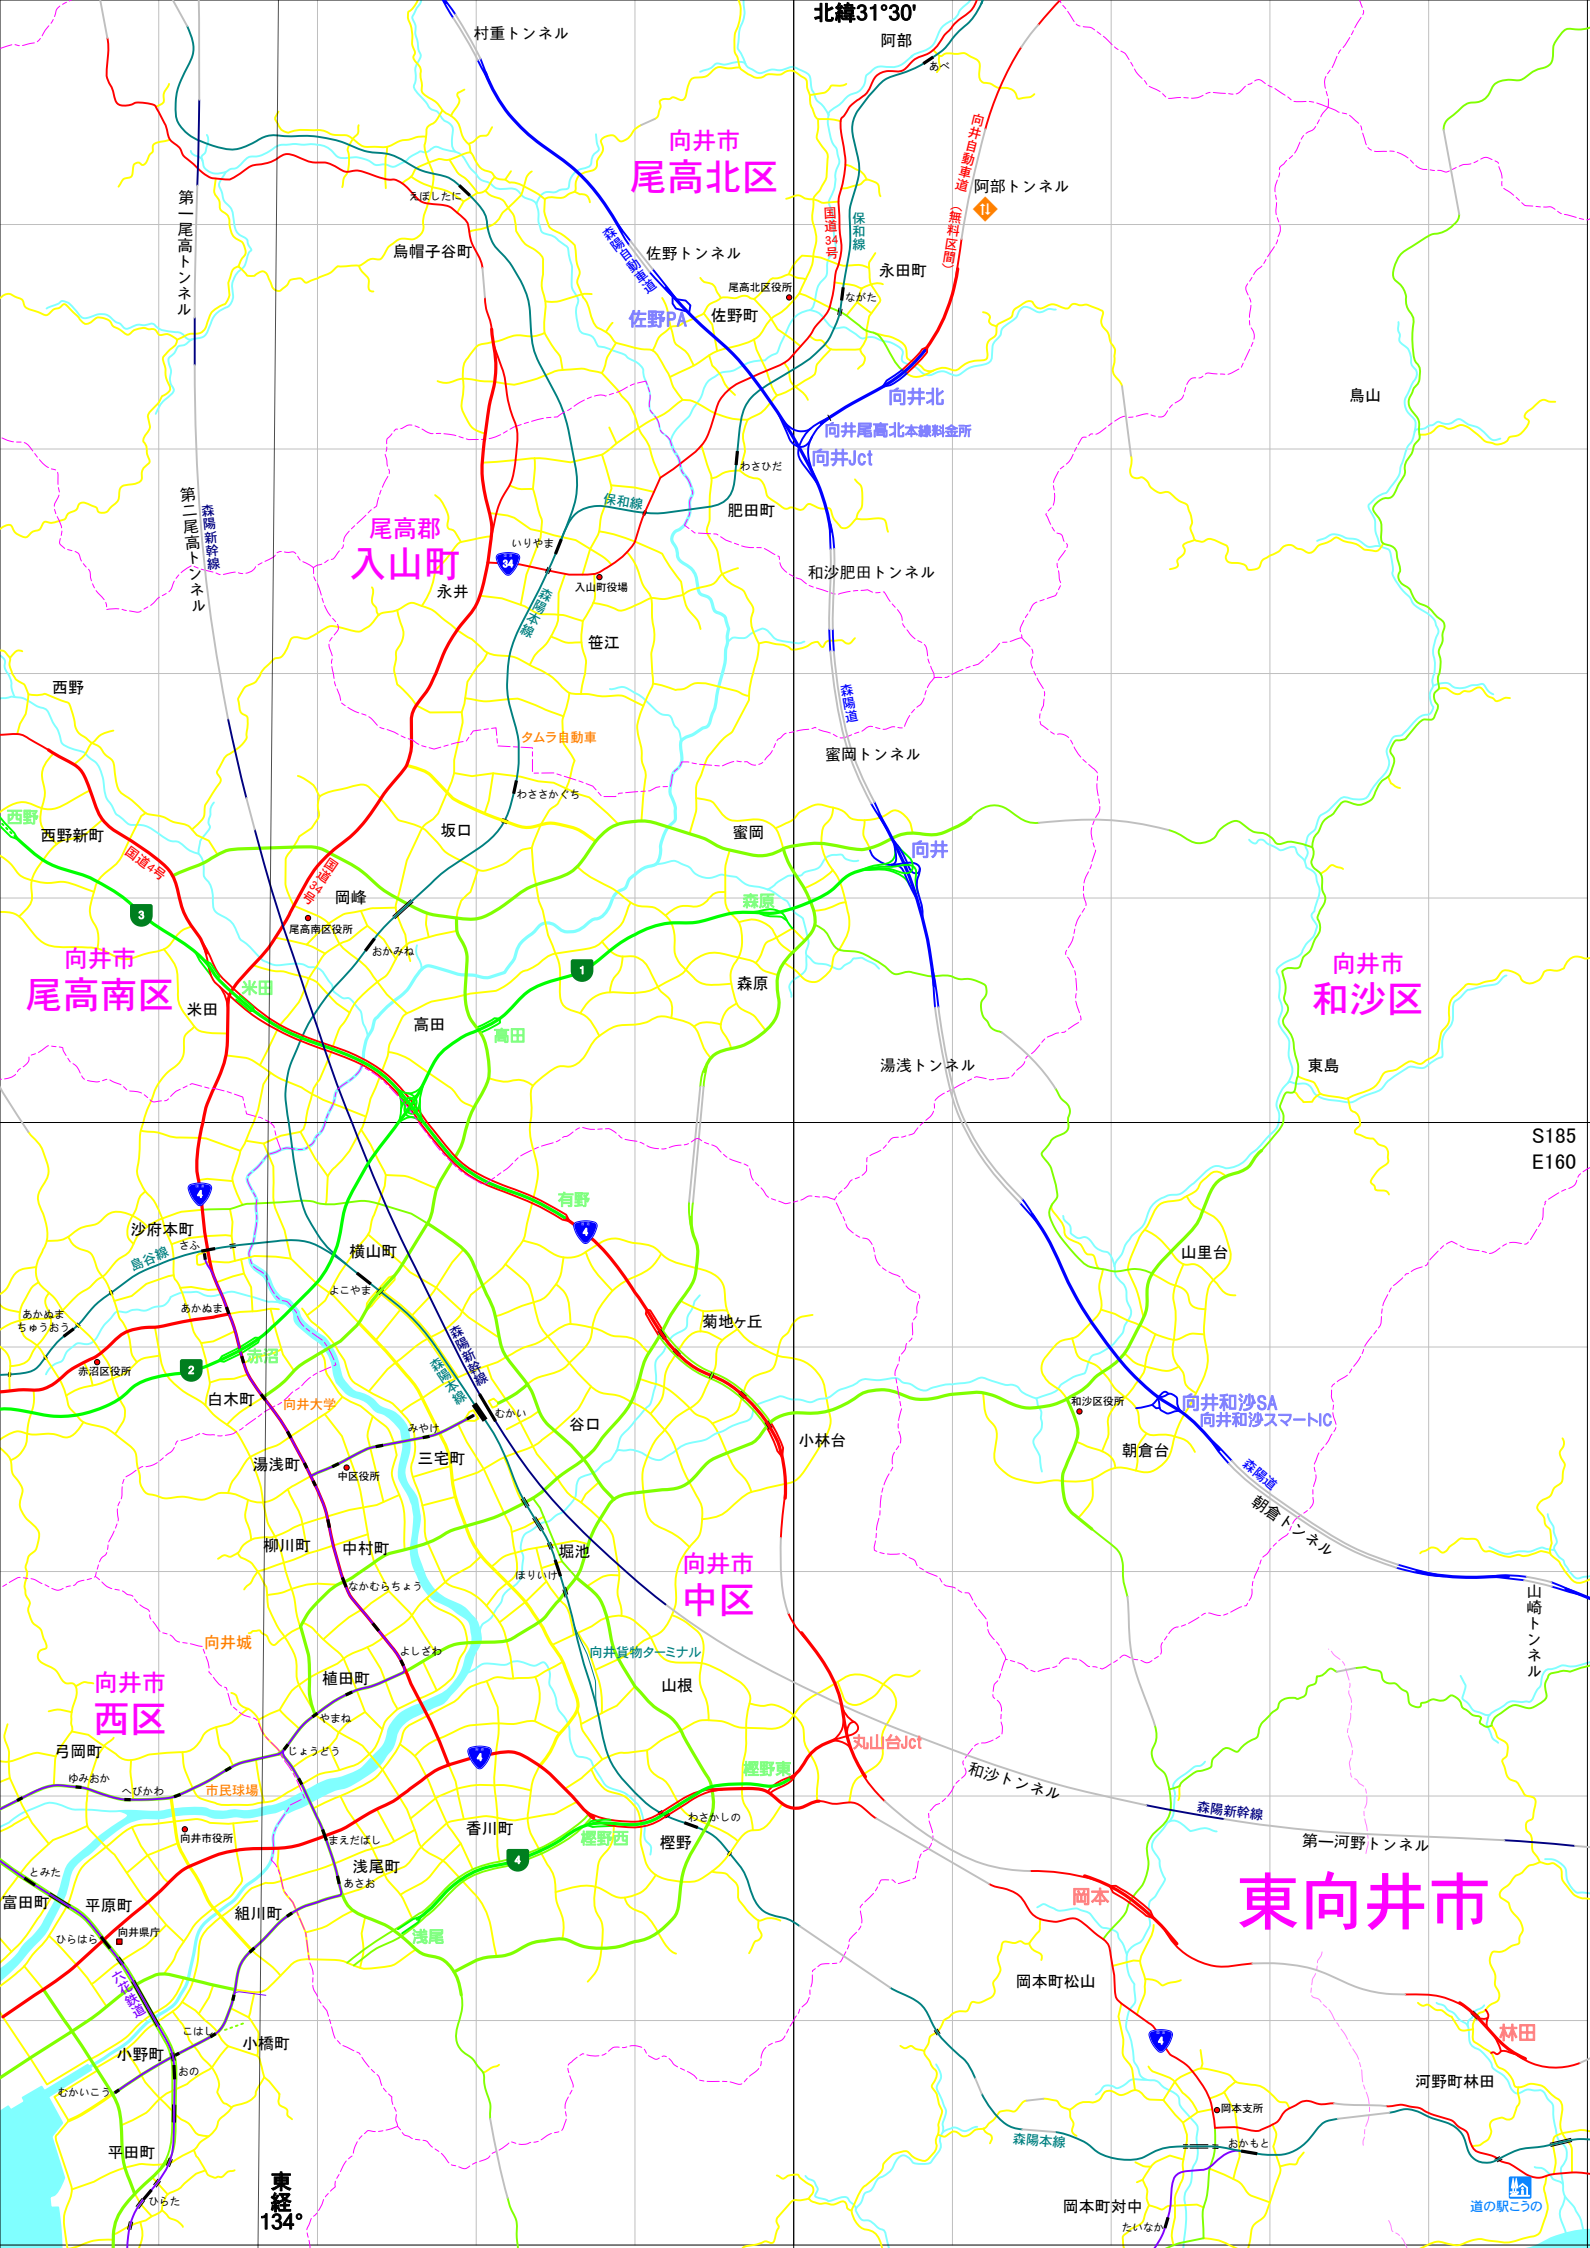 北緯31°30'
村重トンネル
阿部
あべ
向井市
尾高北区
向井自動車道（無料区間）
阿部トンネル
第一尾高トンネル
えぼしたに
烏帽子谷町
森陽自動車道
佐野トンネル
国道34号
保和線
永田町
尾高北区役所
ながた
佐野PA
佐野町
向井北
鳥山
向井尾高北本線料金所
向井Jct
わさひだ
第二尾高トンネル
森陽新幹線
保和線
肥田町
尾高郡
入山町
いりやま
34
入山町役場
和沙肥田トンネル
永井
森陽本線
笹江
西野
森陽道
タムラ自動車
蜜岡トンネル
わささかぐち
西野
西野新町
坂口
蜜岡
向井
国道4号
国道34号
岡峰
森原
3
尾高南区役所
おかみね
向井市
尾高南区
1
向井市
和沙区
米田
米田
森原
高田
高田
湯浅トンネル
東島
S185
E160
有野
4
4
沙府本町
さふ
島谷線
横山町
山里台
よこやま
あかぬま
ちゅうおう
あかぬま
菊地ヶ丘
森陽新幹線
森陽本線
赤沼
赤沼区役所
2
白木町
向井大学
むかい
みやけ
谷口
和沙区役所
向井和沙SA
向井和沙スマートIC
小林台
朝倉台
湯浅町
中区役所
三宅町
森陽道
朝倉トンネル
柳川町
中村町
堀池
ほりいけ
なかむらちょう
向井市
中区
山崎トンネル
向井城
よしざわ
向井貨物ターミナル
向井市
西区
植田町
山根
やまね
弓岡町
じょうどう
丸山台Jct
4
ゆみおか
へびかわ
市民球場
樫野東
和沙トンネル
森陽新幹線
向井市役所
まえだばし
香川町
樫野西
わさかしの
樫野
第一河野トンネル
とみた
浅尾町
4
あさお
富田町
平原町
組川町
岡本
東向井市
向井県庁
ひらはら
浅尾
六花鉄道
岡本町松山
こはし
小橋町
小野町
おの
4
林田
むかいこう
河野町林田
岡本支所
平田町
森陽本線
おかもと
東経
134°
ひらた
岡本町対中
たいなか
道の駅こうの